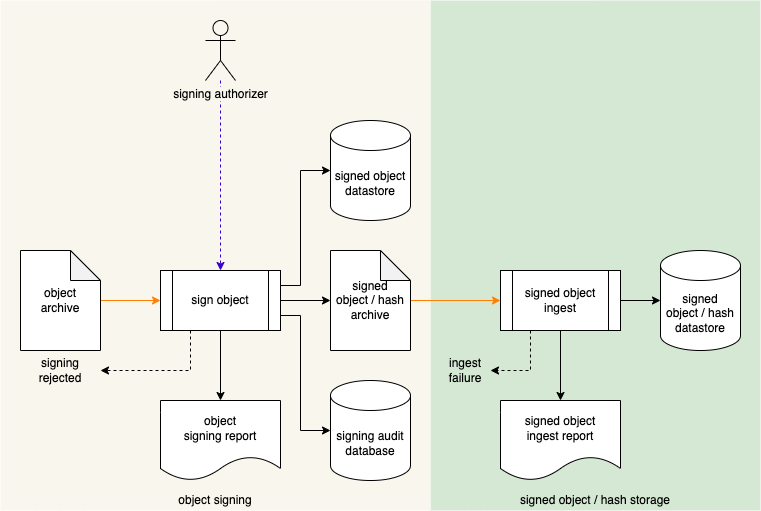 signing authorizer
signed object
datastore
object
archive
sign object
signed
object / hash
archive
signed object
ingest
signed
object / hash
datastore
signing
rejected
ingest
failure
object
signing report
signing audit
database
signed object
ingest report
object signing
signed object / hash storage